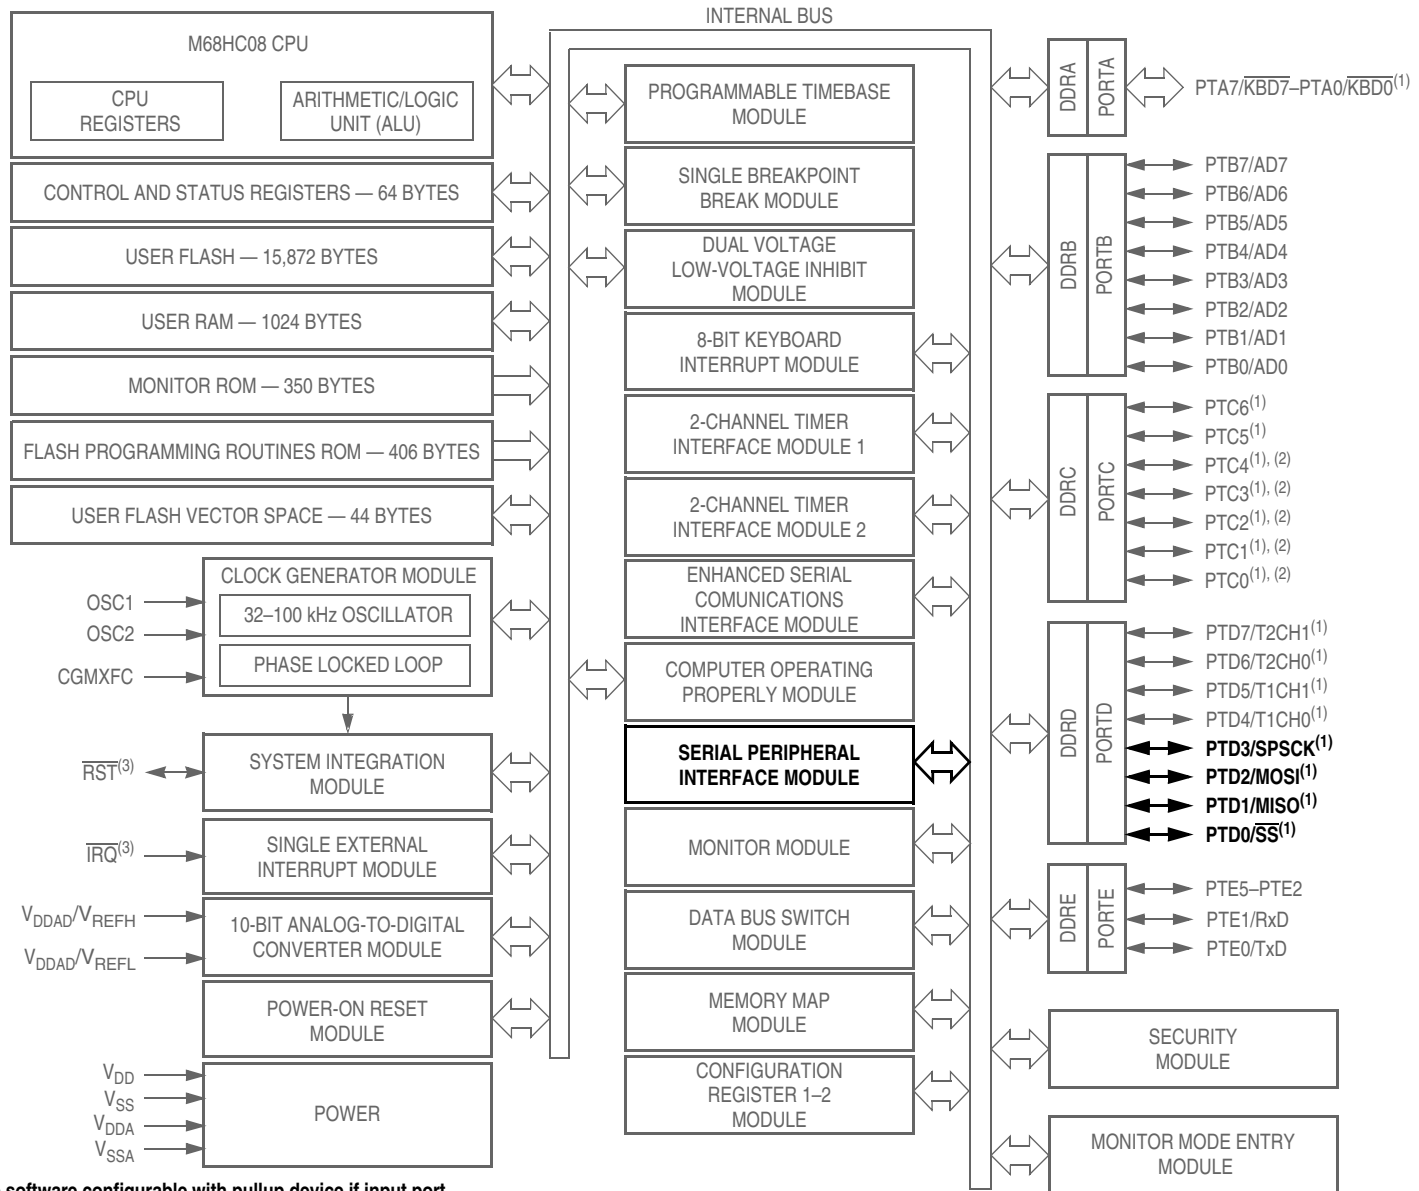 INTERNAL BUS
M68HC08 CPU
CPU
REGISTERS
ARITHMETIC/LOGIC
UNIT (ALU)
CONTROL AND STATUS REGISTERS — 64 BYTES
USER FLASH — 15,872 BYTES
USER RAM — 1024 BYTES
MONITOR ROM — 350 BYTES
FLASH PROGRAMMING ROUTINES ROM — 406 BYTES
USER FLASH VECTOR SPACE — 44 BYTES
CLOCK GENERATOR MODULE
32–100 kHz OSCILLATOR
PHASE LOCKED LOOP
OSC1
OSC2
CGMXFC
SYSTEM INTEGRATION
MODULE
RST(3)
SINGLE EXTERNAL
INTERRUPT MODULE
IRQ(3)
10-BIT ANALOG-TO-DIGITAL
CONVERTER MODULE
VDDAD/VREFH
VDDAD/VREFL
POWER-ON RESET
MODULE
POWER
VDD
VSS
VDDA
VSSA
PROGRAMMABLE TIMEBASE
MODULE
SINGLE BREAKPOINT
BREAK MODULE
DUAL VOLTAGE
LOW-VOLTAGE INHIBIT
MODULE
8-BIT KEYBOARD
INTERRUPT MODULE
2-CHANNEL TIMER
INTERFACE MODULE 1
2-CHANNEL TIMER
INTERFACE MODULE 2
ENHANCED SERIAL
COMUNICATIONS
INTERFACE MODULE
COMPUTER OPERATING
PROPERLY MODULE
SERIAL PERIPHERAL
INTERFACE MODULE
MONITOR MODULE
DATA BUS SWITCH
MODULE
MEMORY MAP
MODULE
CONFIGURATION
REGISTER 1–2
MODULE
DDRA
PORTA
PTA7/KBD7–PTA0/KBD0(1)
DDRB
PORTB
PTB7/AD7
PTB6/AD6
PTB5/AD5
PTB4/AD4
PTB3/AD3
PTB2/AD2
PTB1/AD1
PTB0/AD0
DDRC
PORTC
PTC6(1)
PTC5(1)
PTC4(1), (2)
PTC3(1), (2)
PTC2(1), (2)
PTC1(1), (2)
PTC0(1), (2)
DDRD
PORTD
PTD7/T2CH1(1)
PTD6/T2CH0(1)
PTD5/T1CH1(1)
PTD4/T1CH0(1)
PTD3/SPSCK(1)
PTD2/MOSI(1)
PTD1/MISO(1)
PTD0/SS(1)
DDRE
PORTE
PTE5–PTE2
PTE1/RxD
PTE0/TxD
SECURITY
MODULE
MONITOR MODE ENTRY
MODULE
software configurable with pullup device if input port